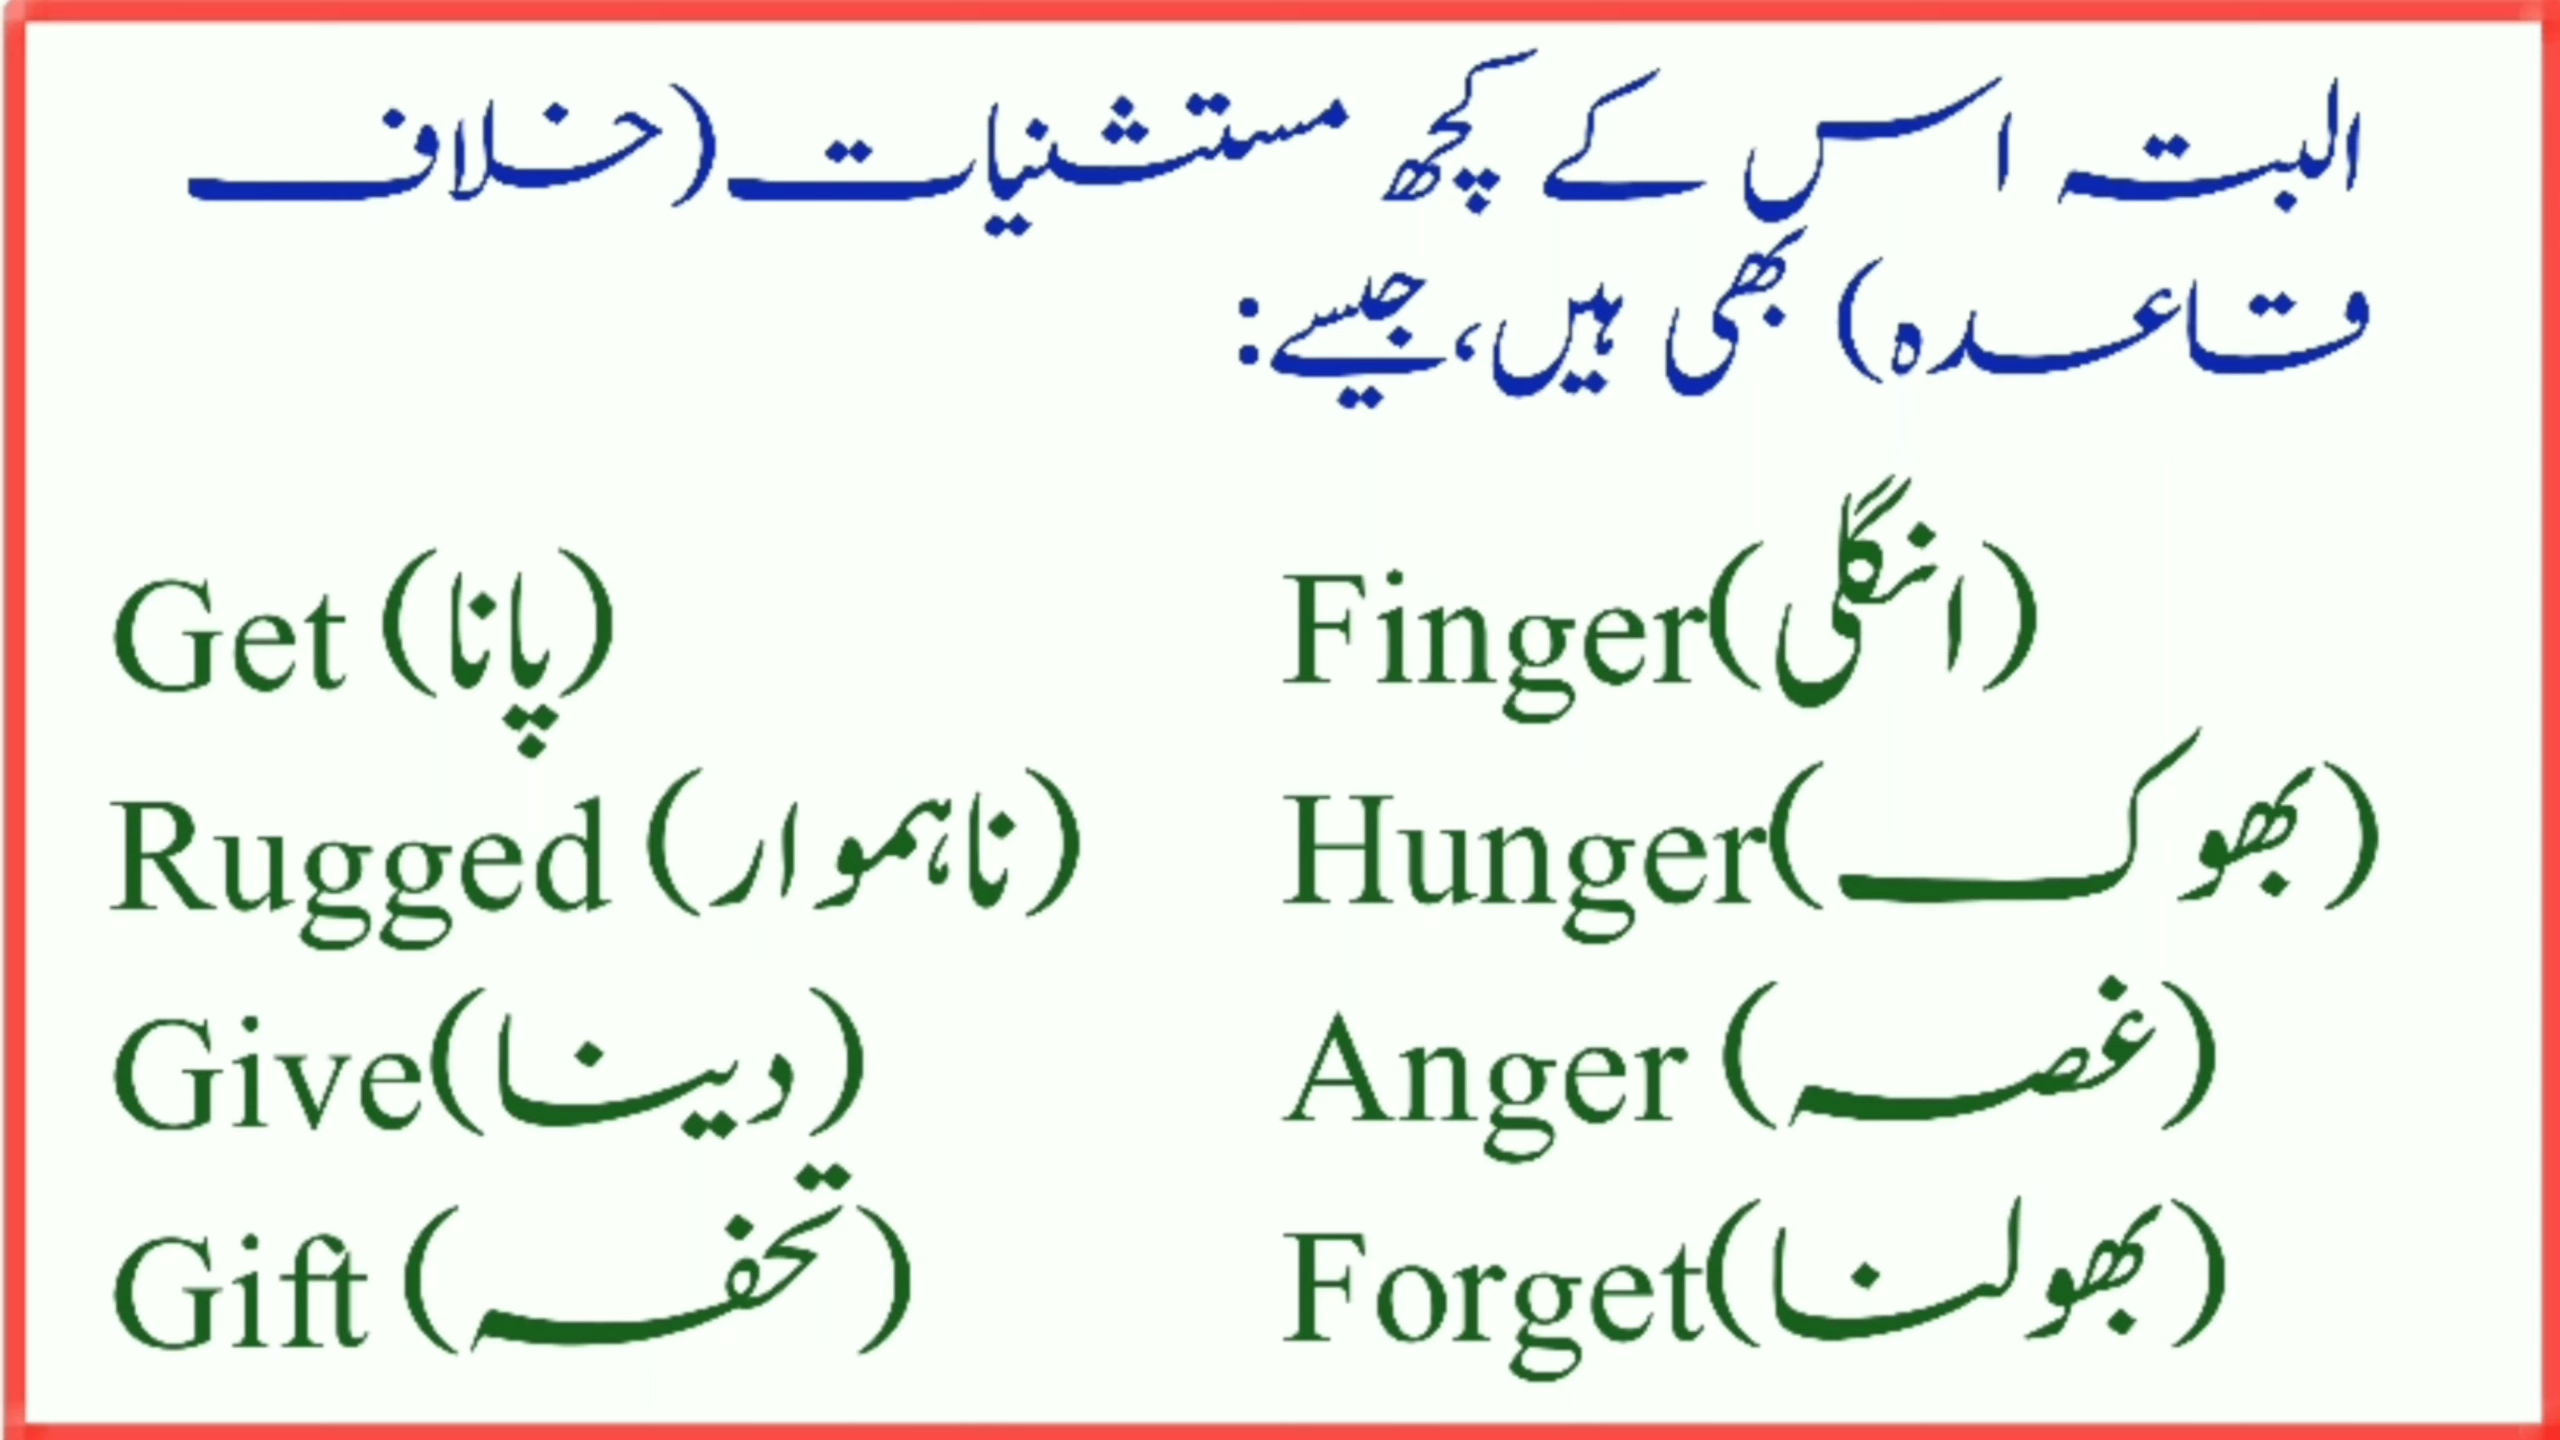 البتہ اس کے کچھ مستثنیات (خلاف
قاعدہ) بھی ہیں، جیسے:
Get (پانا) Finger(انگلی)
Rugged (ناہموار) Hunger(بھوک)
Give(دینا) Anger (غصہ)
Gift (تحفہ) Forget(بھولنا)